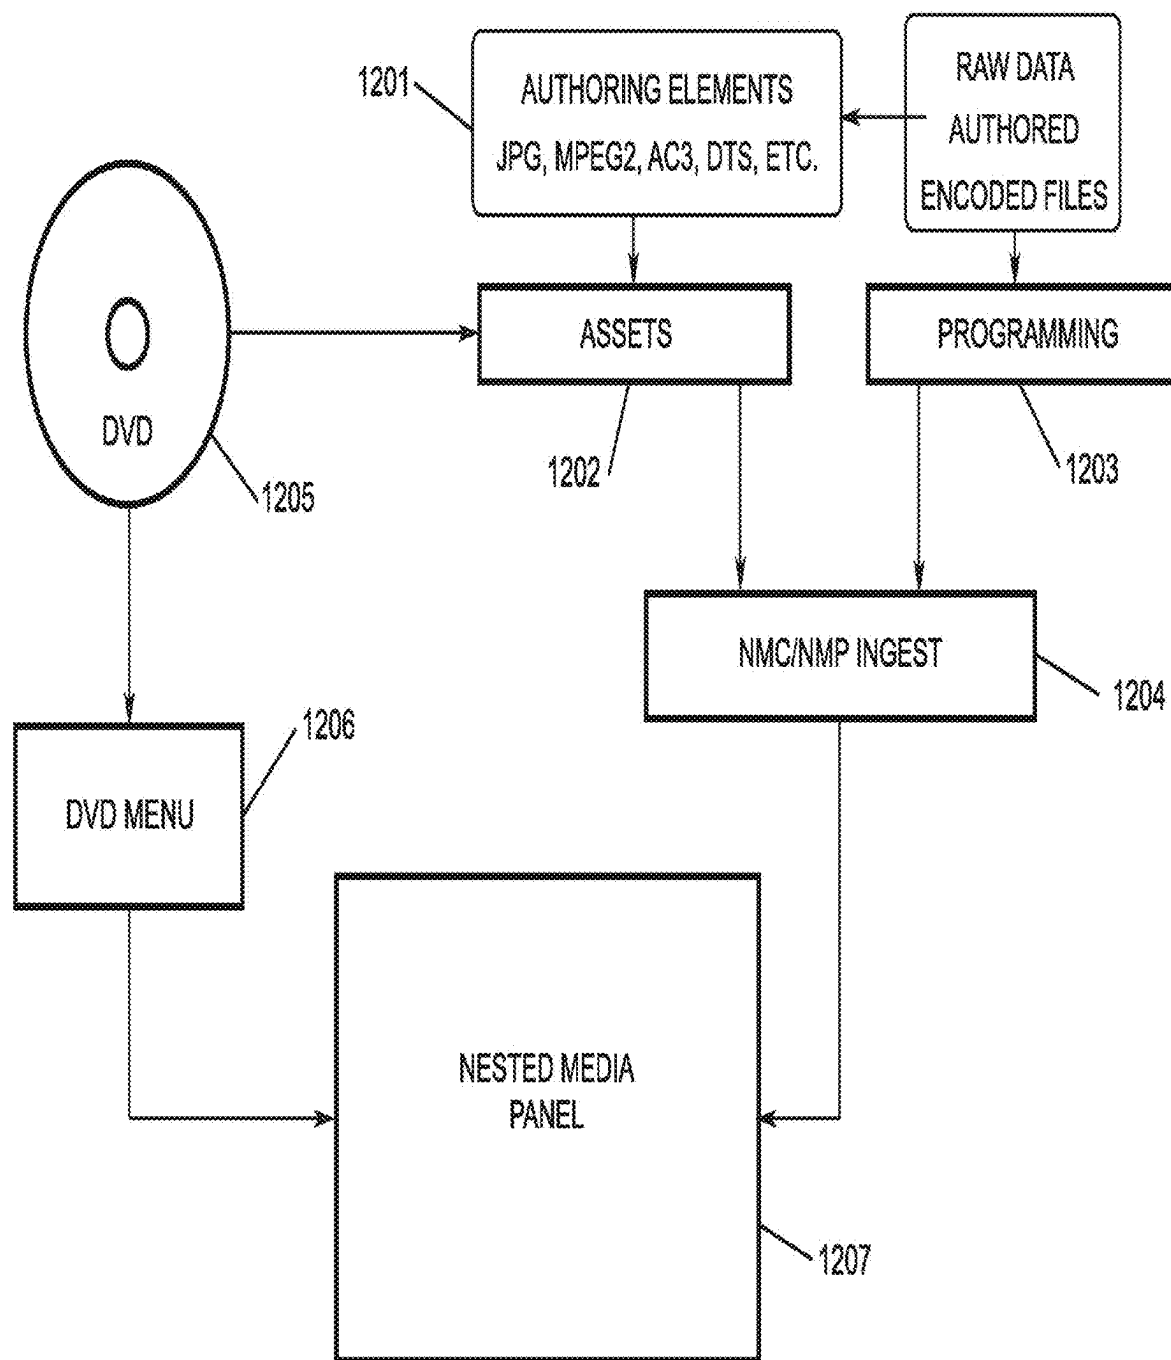 1201
AUTHORING ELEMENTS
JPG, MPEG2, AC3, DTS, ETC.
RAW DATA
AUTHORED
ENCODED FILES
ASSETS
PROGRAMMING
DVD
1205
1202
1203
NMC/NMP INGEST
1204
1206
DVD MENU
NESTED MEDIA
PANEL
1207